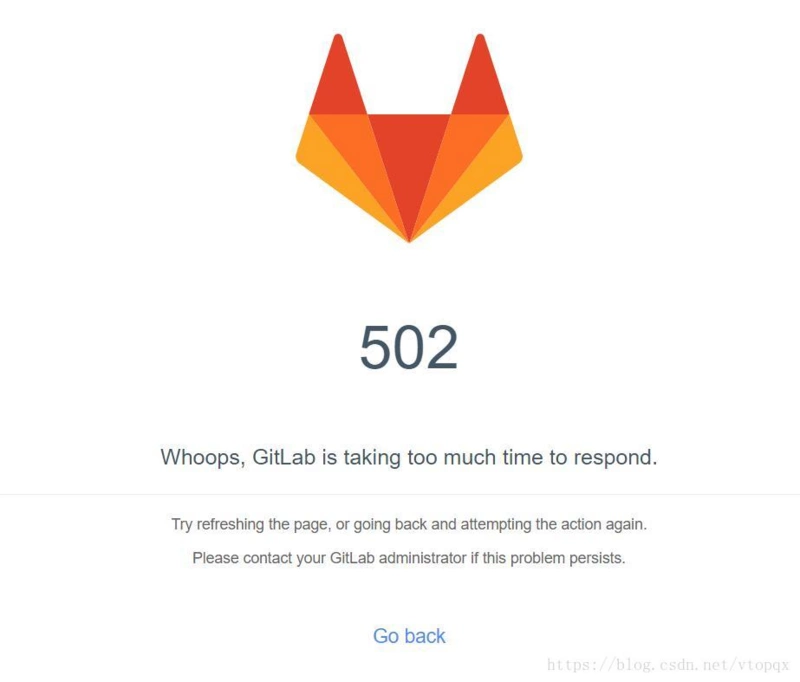 502
Whoops, GitLab is taking too much time to respond.
Try refreshing the page, or going back and attempting the action again.
Please contact your GitLab administrator if this problem persists.
Go back
https://blog.csdn.net/vtopqx